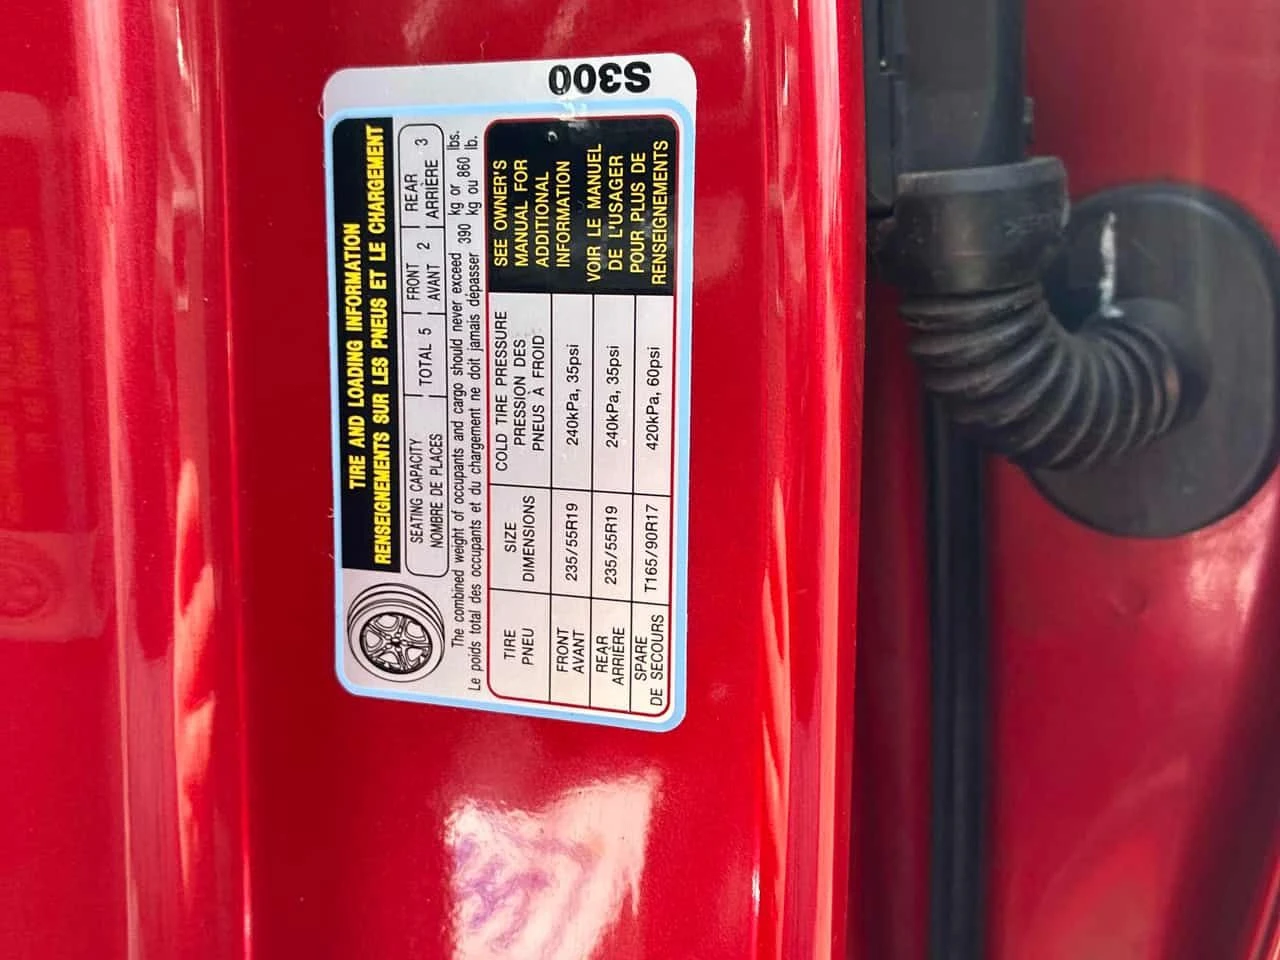 S300
TIRE AND LOADING INFORMATION
RENSEIGNEMENTS SUR LES PNEUS ET LE CHARGEMENT
SEATING CAPACITY TOTAL 5 FRONT 2 REAR 3
NOMBRE DE PLACES AVANT ARRIÈRE
The combined weight of occupants and cargo should never exceed 390 kg or 860 lbs.
Le poids total des occupants et du chargement ne doit jamais dépasser 390 kg ou 860 lb.
TIRE SIZE COLD TIRE PRESSURE
PNEU DIMENSIONS PRESSION DES
PNEUS À FROID
FRONT 235/55R19 240kPa, 35psi
AVANT
REAR 235/55R19 240kPa, 35psi
ARRIERE
SPARE T165/90R17 420kPa, 60psi
DE SECOURS
SEE OWNER'S
MANUAL FOR
ADDITIONAL
INFORMATION
VOIR LE MANUEL
DE L'USAGER
POUR PLUS DE
RENSEIGNEMENTS